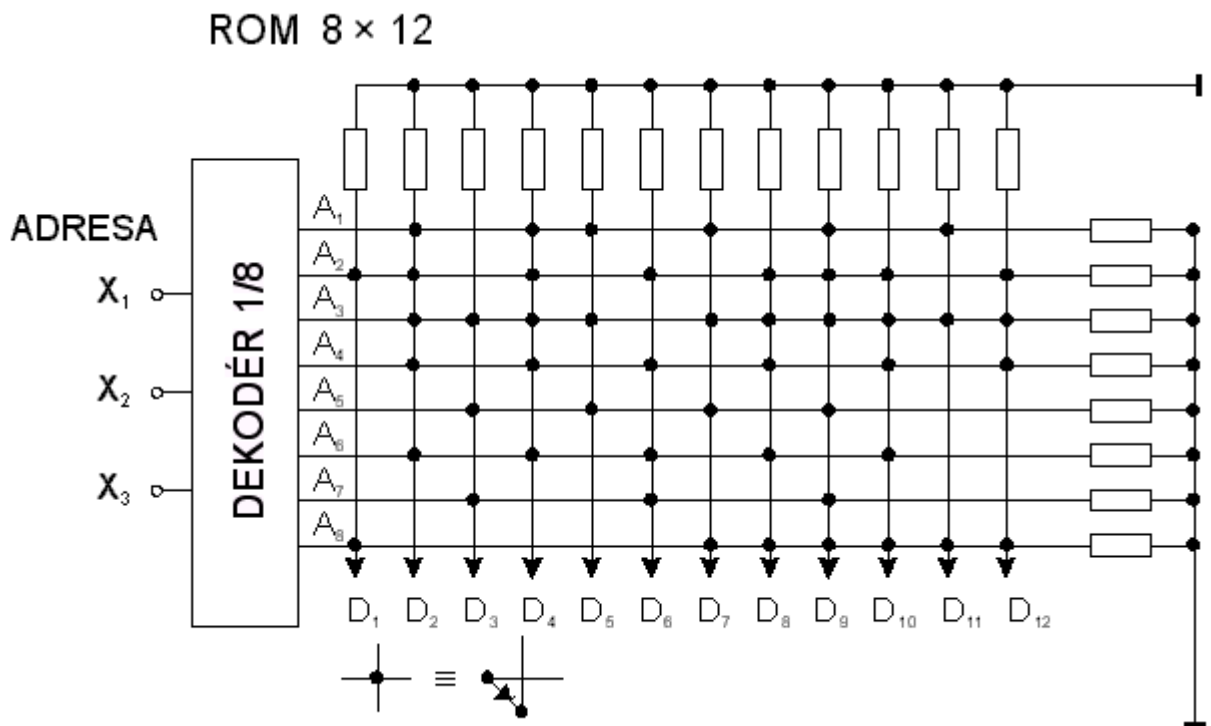 ROM 8 × 12
ADRESA
X₁
X₂
X₃
DEKODÉR 1/8
A₁
A₂
A₃
A₄
A₅
A₆
A₇
A₈
D₁ D₂ D₃ D₄ D₅ D₆ D₇ D₈ D₉ D₁₀ D₁₁ D₁₂
≡